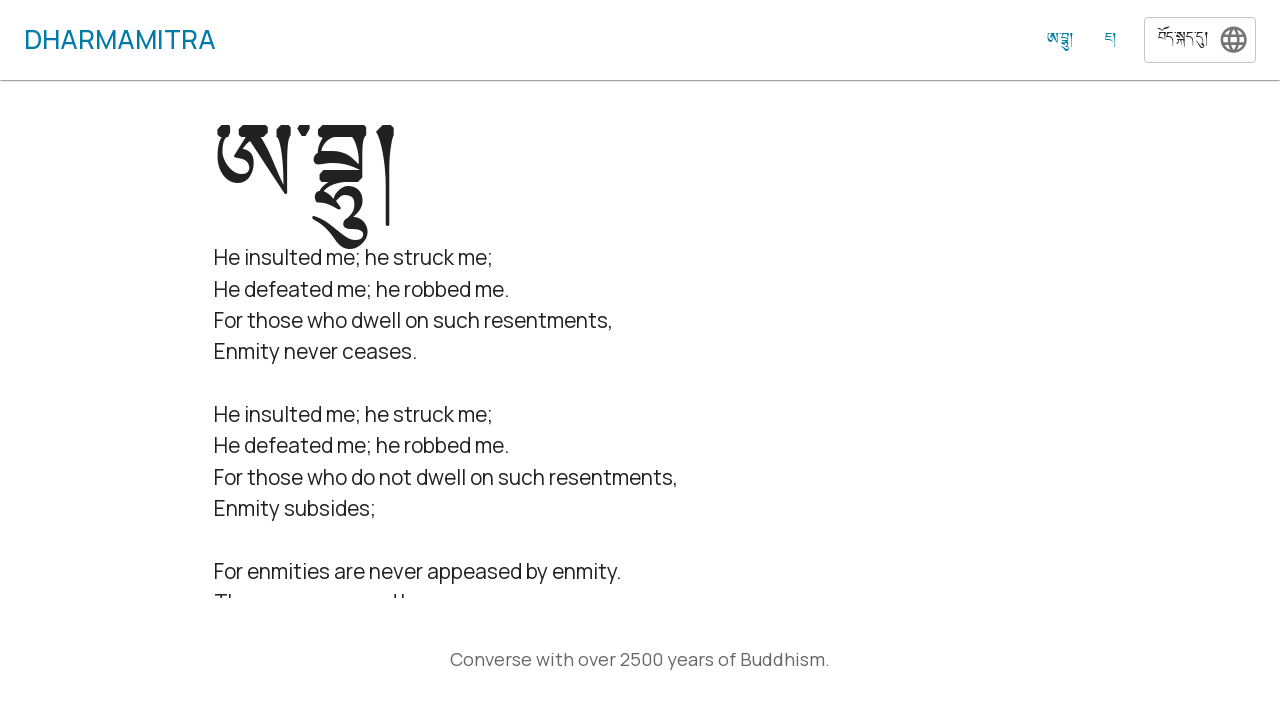 DHARMAMITRA
ཨ་བྷྱུ།
ང།
བོད་སྐད་དུ།
ཨ་བྷྱུ།
He insulted me; he struck me;
He defeated me; he robbed me.
For those who dwell on such resentments,
Enmity never ceases.
He insulted me; he struck me;
He defeated me; he robbed me.
For those who do not dwell on such resentments,
Enmity subsides;
For enmities are never appeased by enmity.
Converse with over 2500 years of Buddhism.